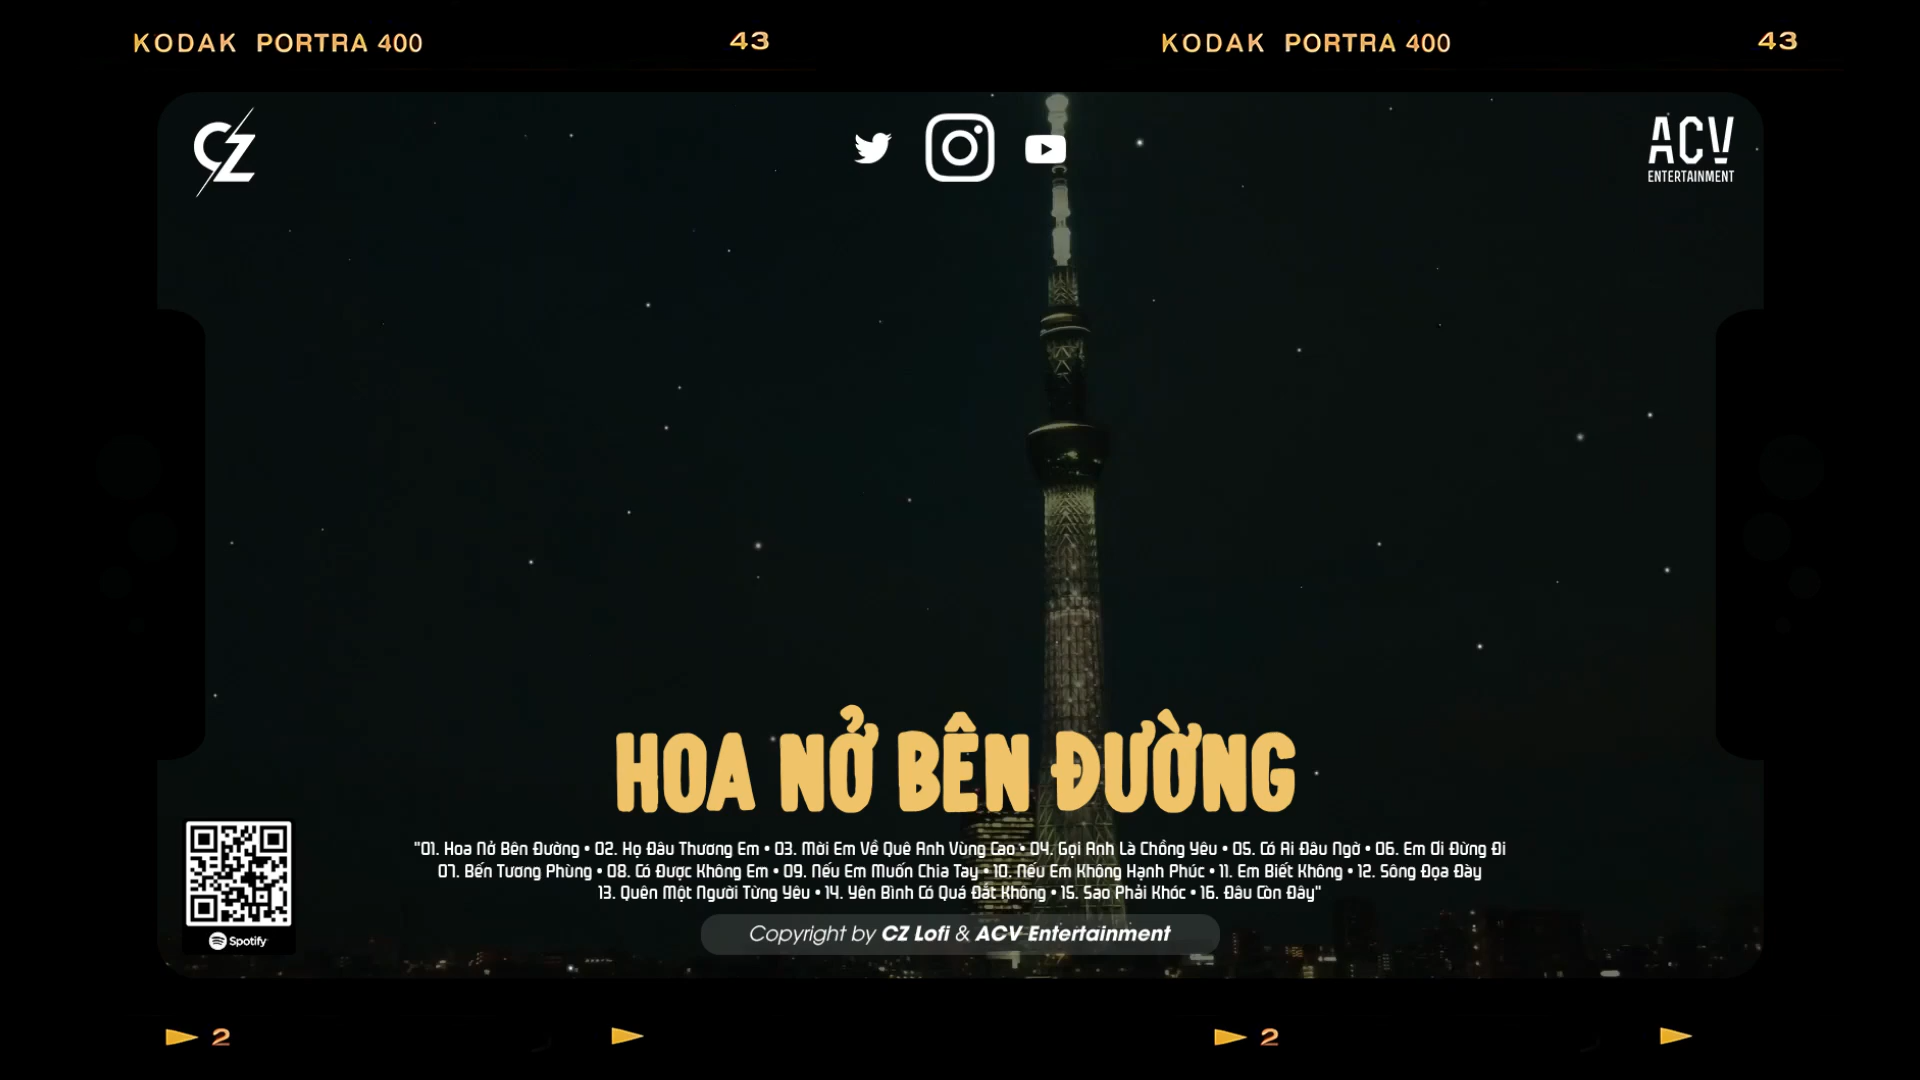 KODAK PORTRA 400 43 KODAK PORTRA 400 43
CZ
ACV
ENTERTAINMENT
HOA NỞ BÊN ĐƯỜNG
"01. Hoa Nở Bên Đường • 02. Họ Đâu Thương Em • 03. Mời Em Về Quê Anh Vùng Cao • 04. Gọi Anh Là Chồng Yêu • 05. Có Ai Đâu Ngờ • 06. Em Ơi Đừng Đi
07. Bến Tương Phùng • 08. Có Được Không Em • 09. Nếu Em Muốn Chia Tay • 10. Nếu Em Không Hạnh Phúc • 11. Em Biết Không • 12. Sông Đọa Đày
13. Quên Một Người Từng Yêu • 14. Yên Bình Có Quá Đắt Không • 15. Sao Phải Khóc • 16. Đâu Còn Đây"
Spotify
Copyright by CZ Lofi & ACV Entertainment
2 2